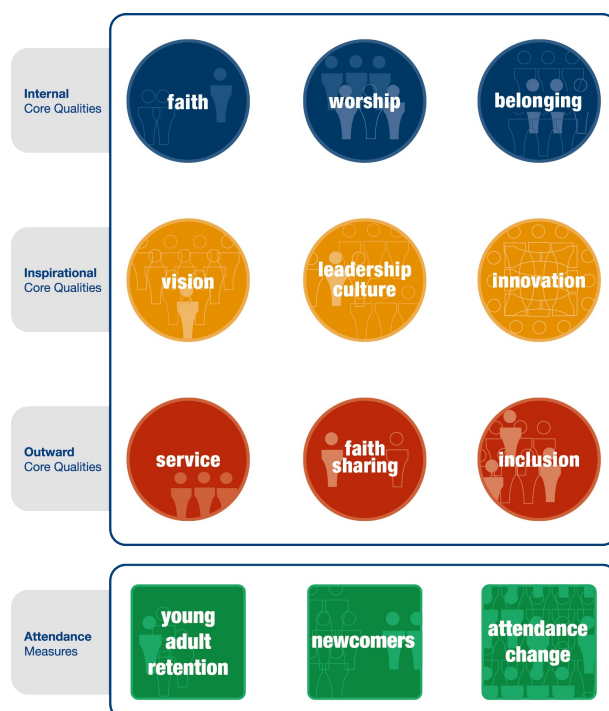 Internal
Core Qualities
faith
worship
belonging
Inspirational
Core Qualities
vision
leadership
culture
innovation
Outward
Core Qualities
service
faith
sharing
inclusion
Attendance
Measures
young
adult
retention
newcomers
attendance
change